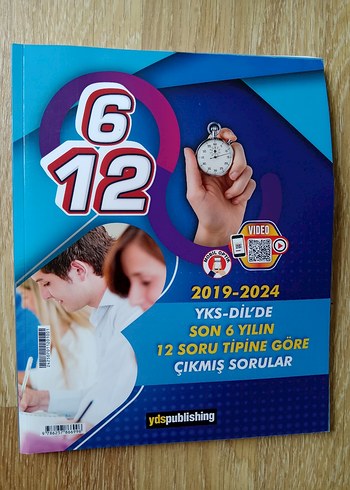 6
12
VIDEO
2019-2024
YKS-DİL'DE
SON 6 YILIN
12 SORU TİPİNE GÖRE
ÇIKMIŞ SORULAR
ydspublishing